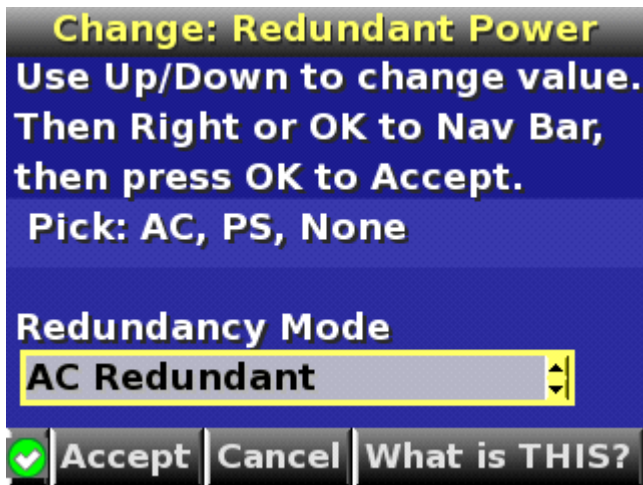 Change: Redundant Power
Use Up/Down to change value.
Then Right or OK to Nav Bar,
then press OK to Accept.
Pick: AC, PS, None
Redundancy Mode
AC Redundant
Accept Cancel What is THIS?